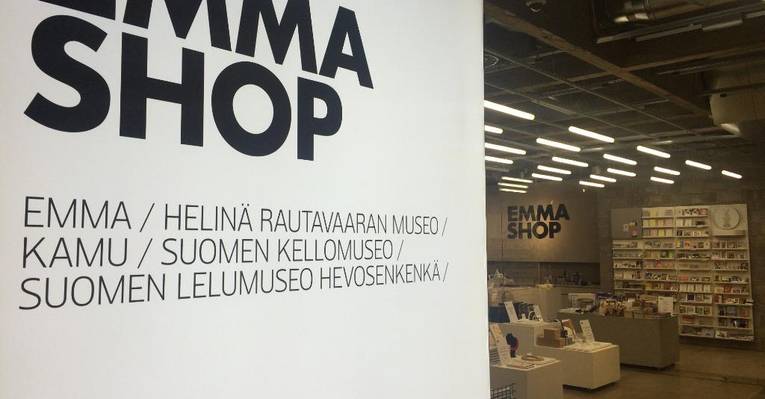 EMMA
SHOP
EMMA / HELINÄ RAUTAVAARAN MUSEO /
KAMU / SUOMEN KELLOMUSEO /
SUOMEN LELUMUSEO HEVOSENKENKÄ /
EMMA
SHOP